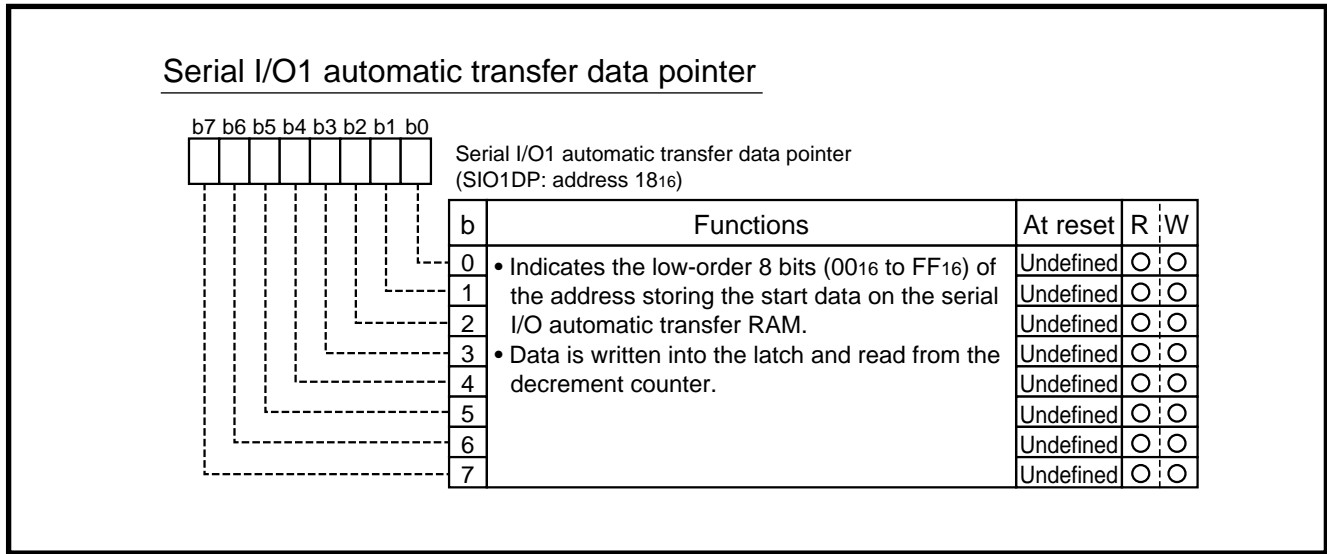 Serial I/O1 automatic transfer data pointer
b7 b6 b5 b4 b3 b2 b1 b0
Serial I/O1 automatic transfer data pointer
(SIO1DP: address 1816)
b Functions At reset R W
0 • Indicates the low-order 8 bits (0016 to FF16) of Undefined O O
1 the address storing the start data on the serial Undefined O O
2 I/O automatic transfer RAM. Undefined O O
3 • Data is written into the latch and read from the Undefined O O
4 decrement counter. Undefined O O
5 Undefined O O
6 Undefined O O
7 Undefined O O